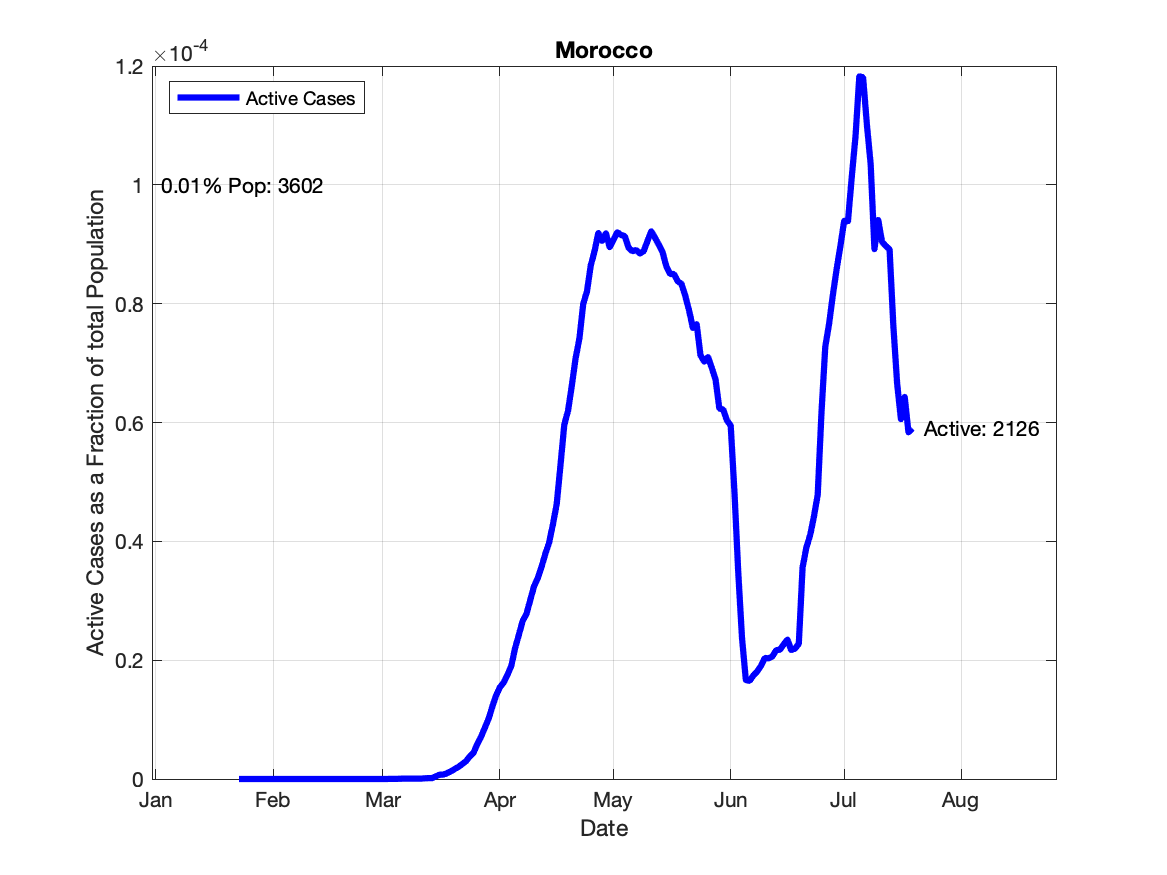 Morocco
×10-4
1.2
1
0.8
0.6
0.4
0.2
0
Active Cases
0.01% Pop: 3602
Active: 2126
Active Cases as a Fraction of total Population
Jan Feb Mar Apr May Jun Jul Aug
Date